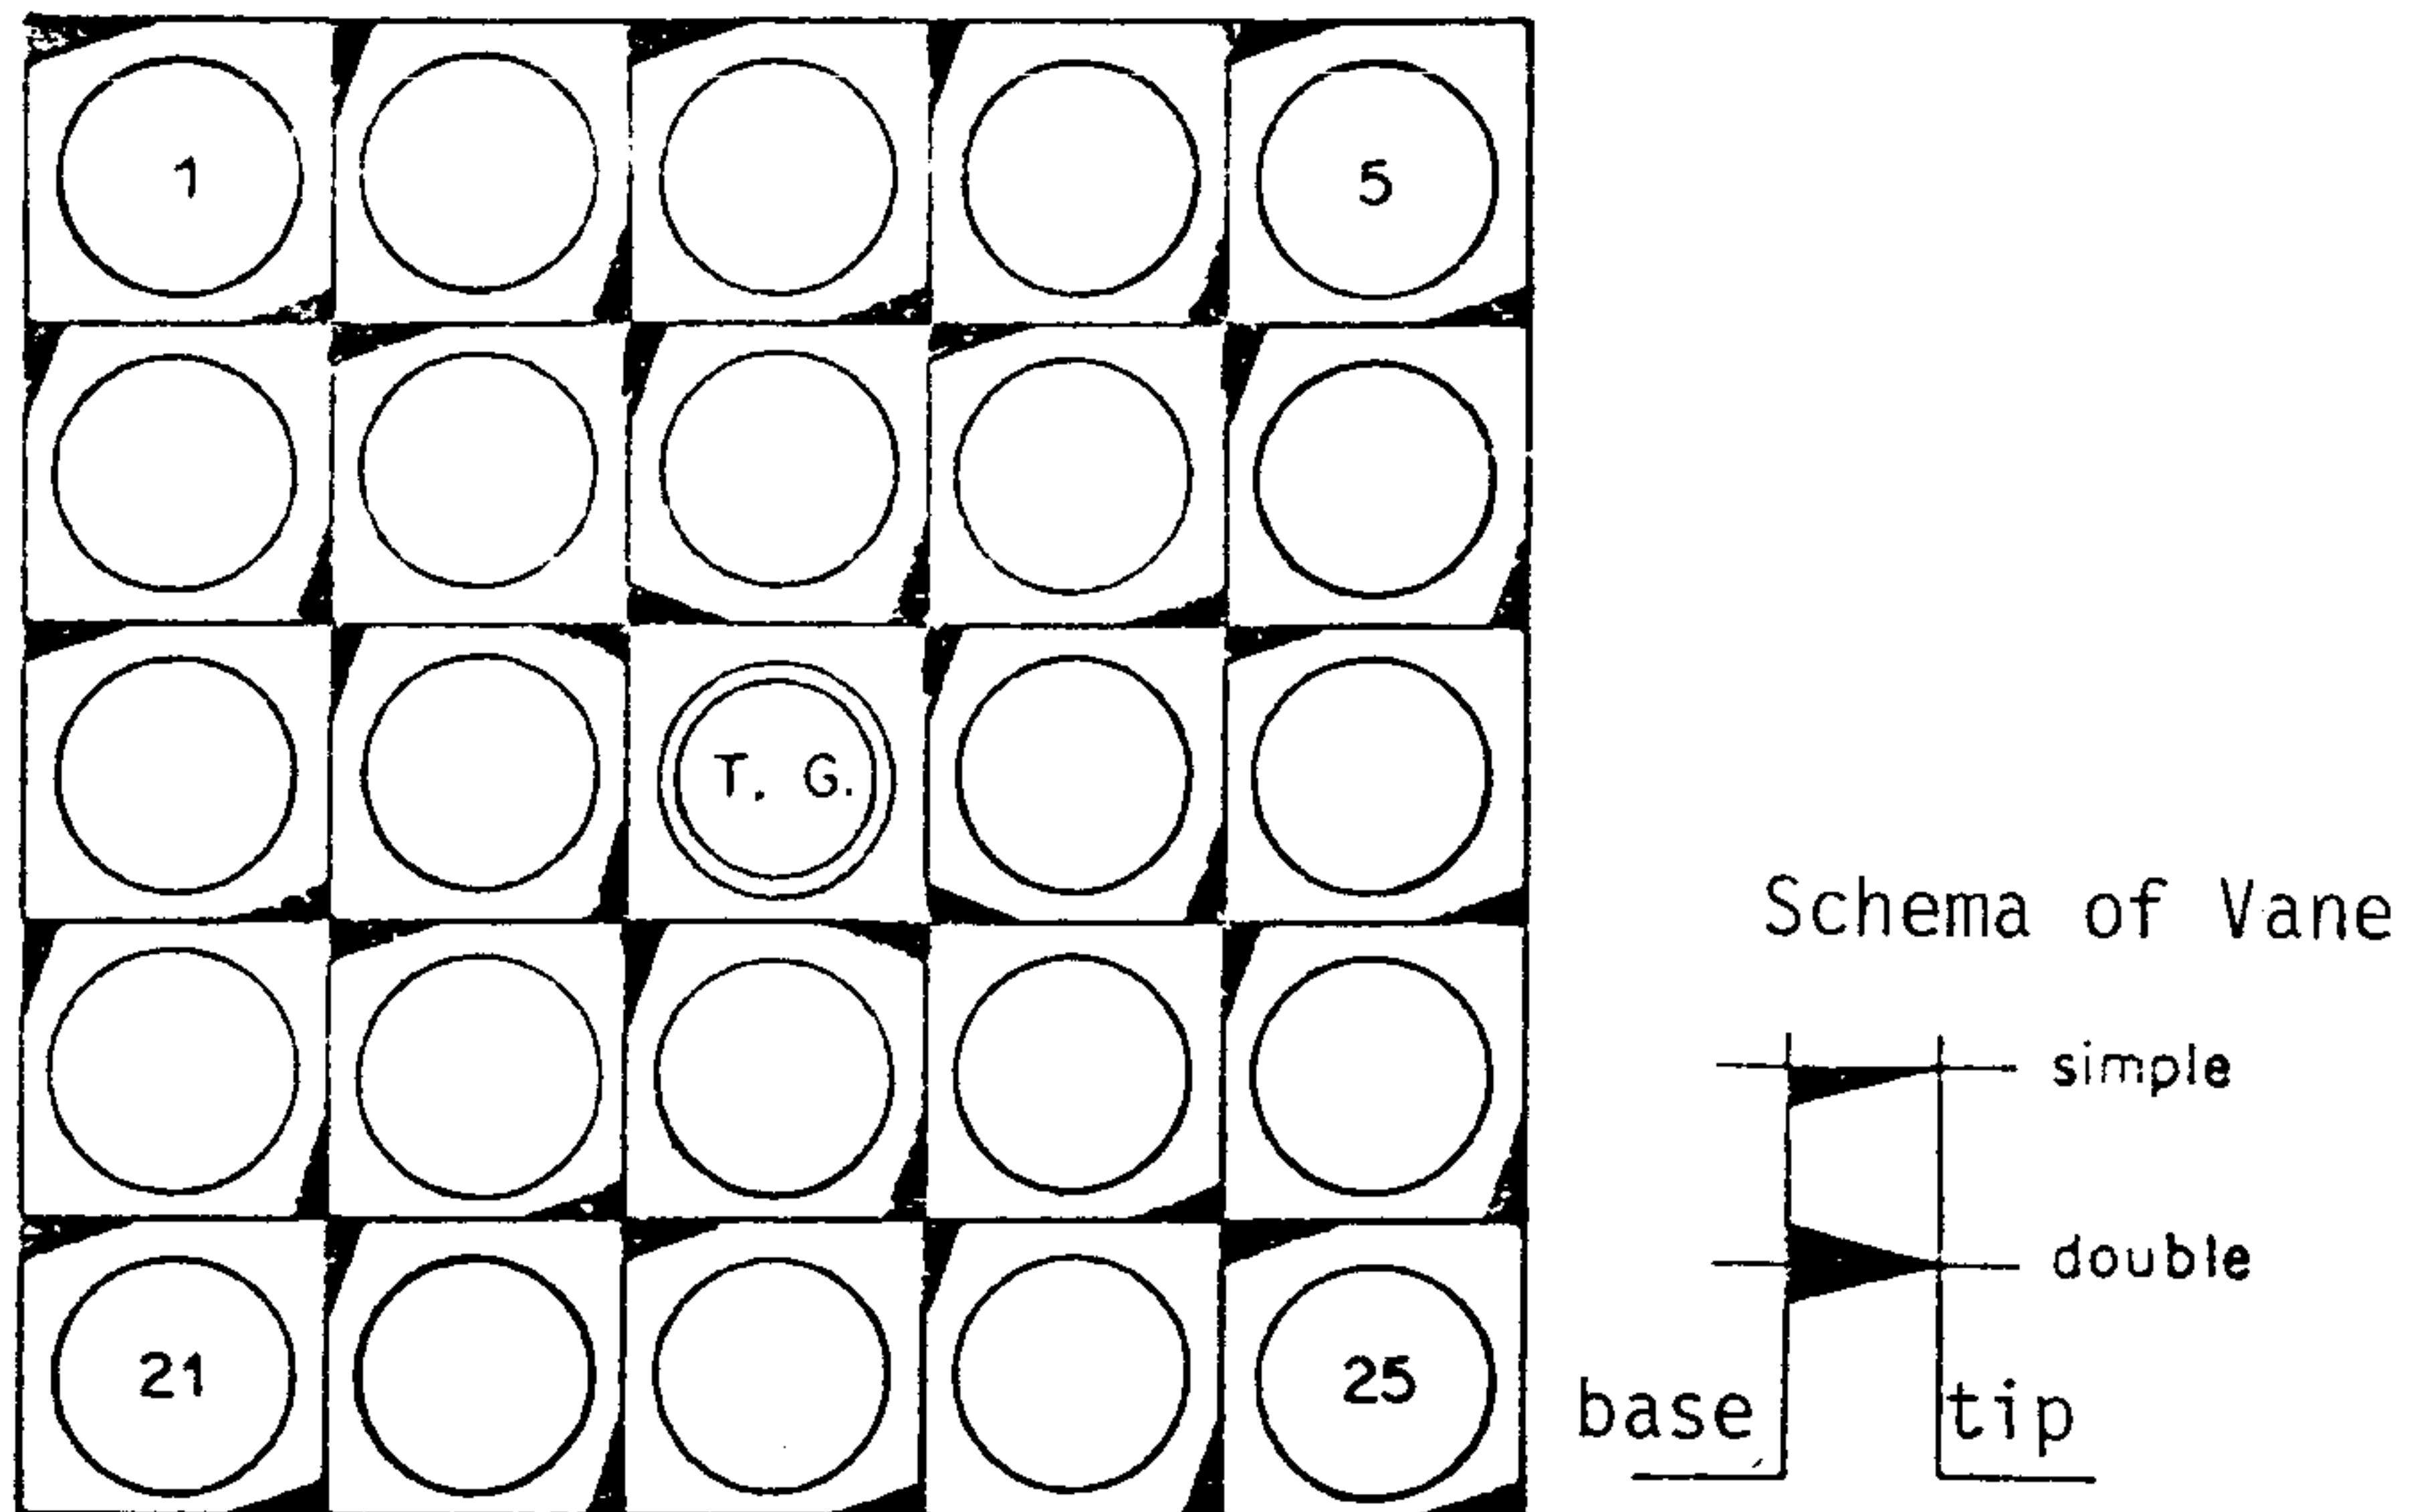 1
5
T. G.
Schema of Vane
simple
double
base
tip
21
25